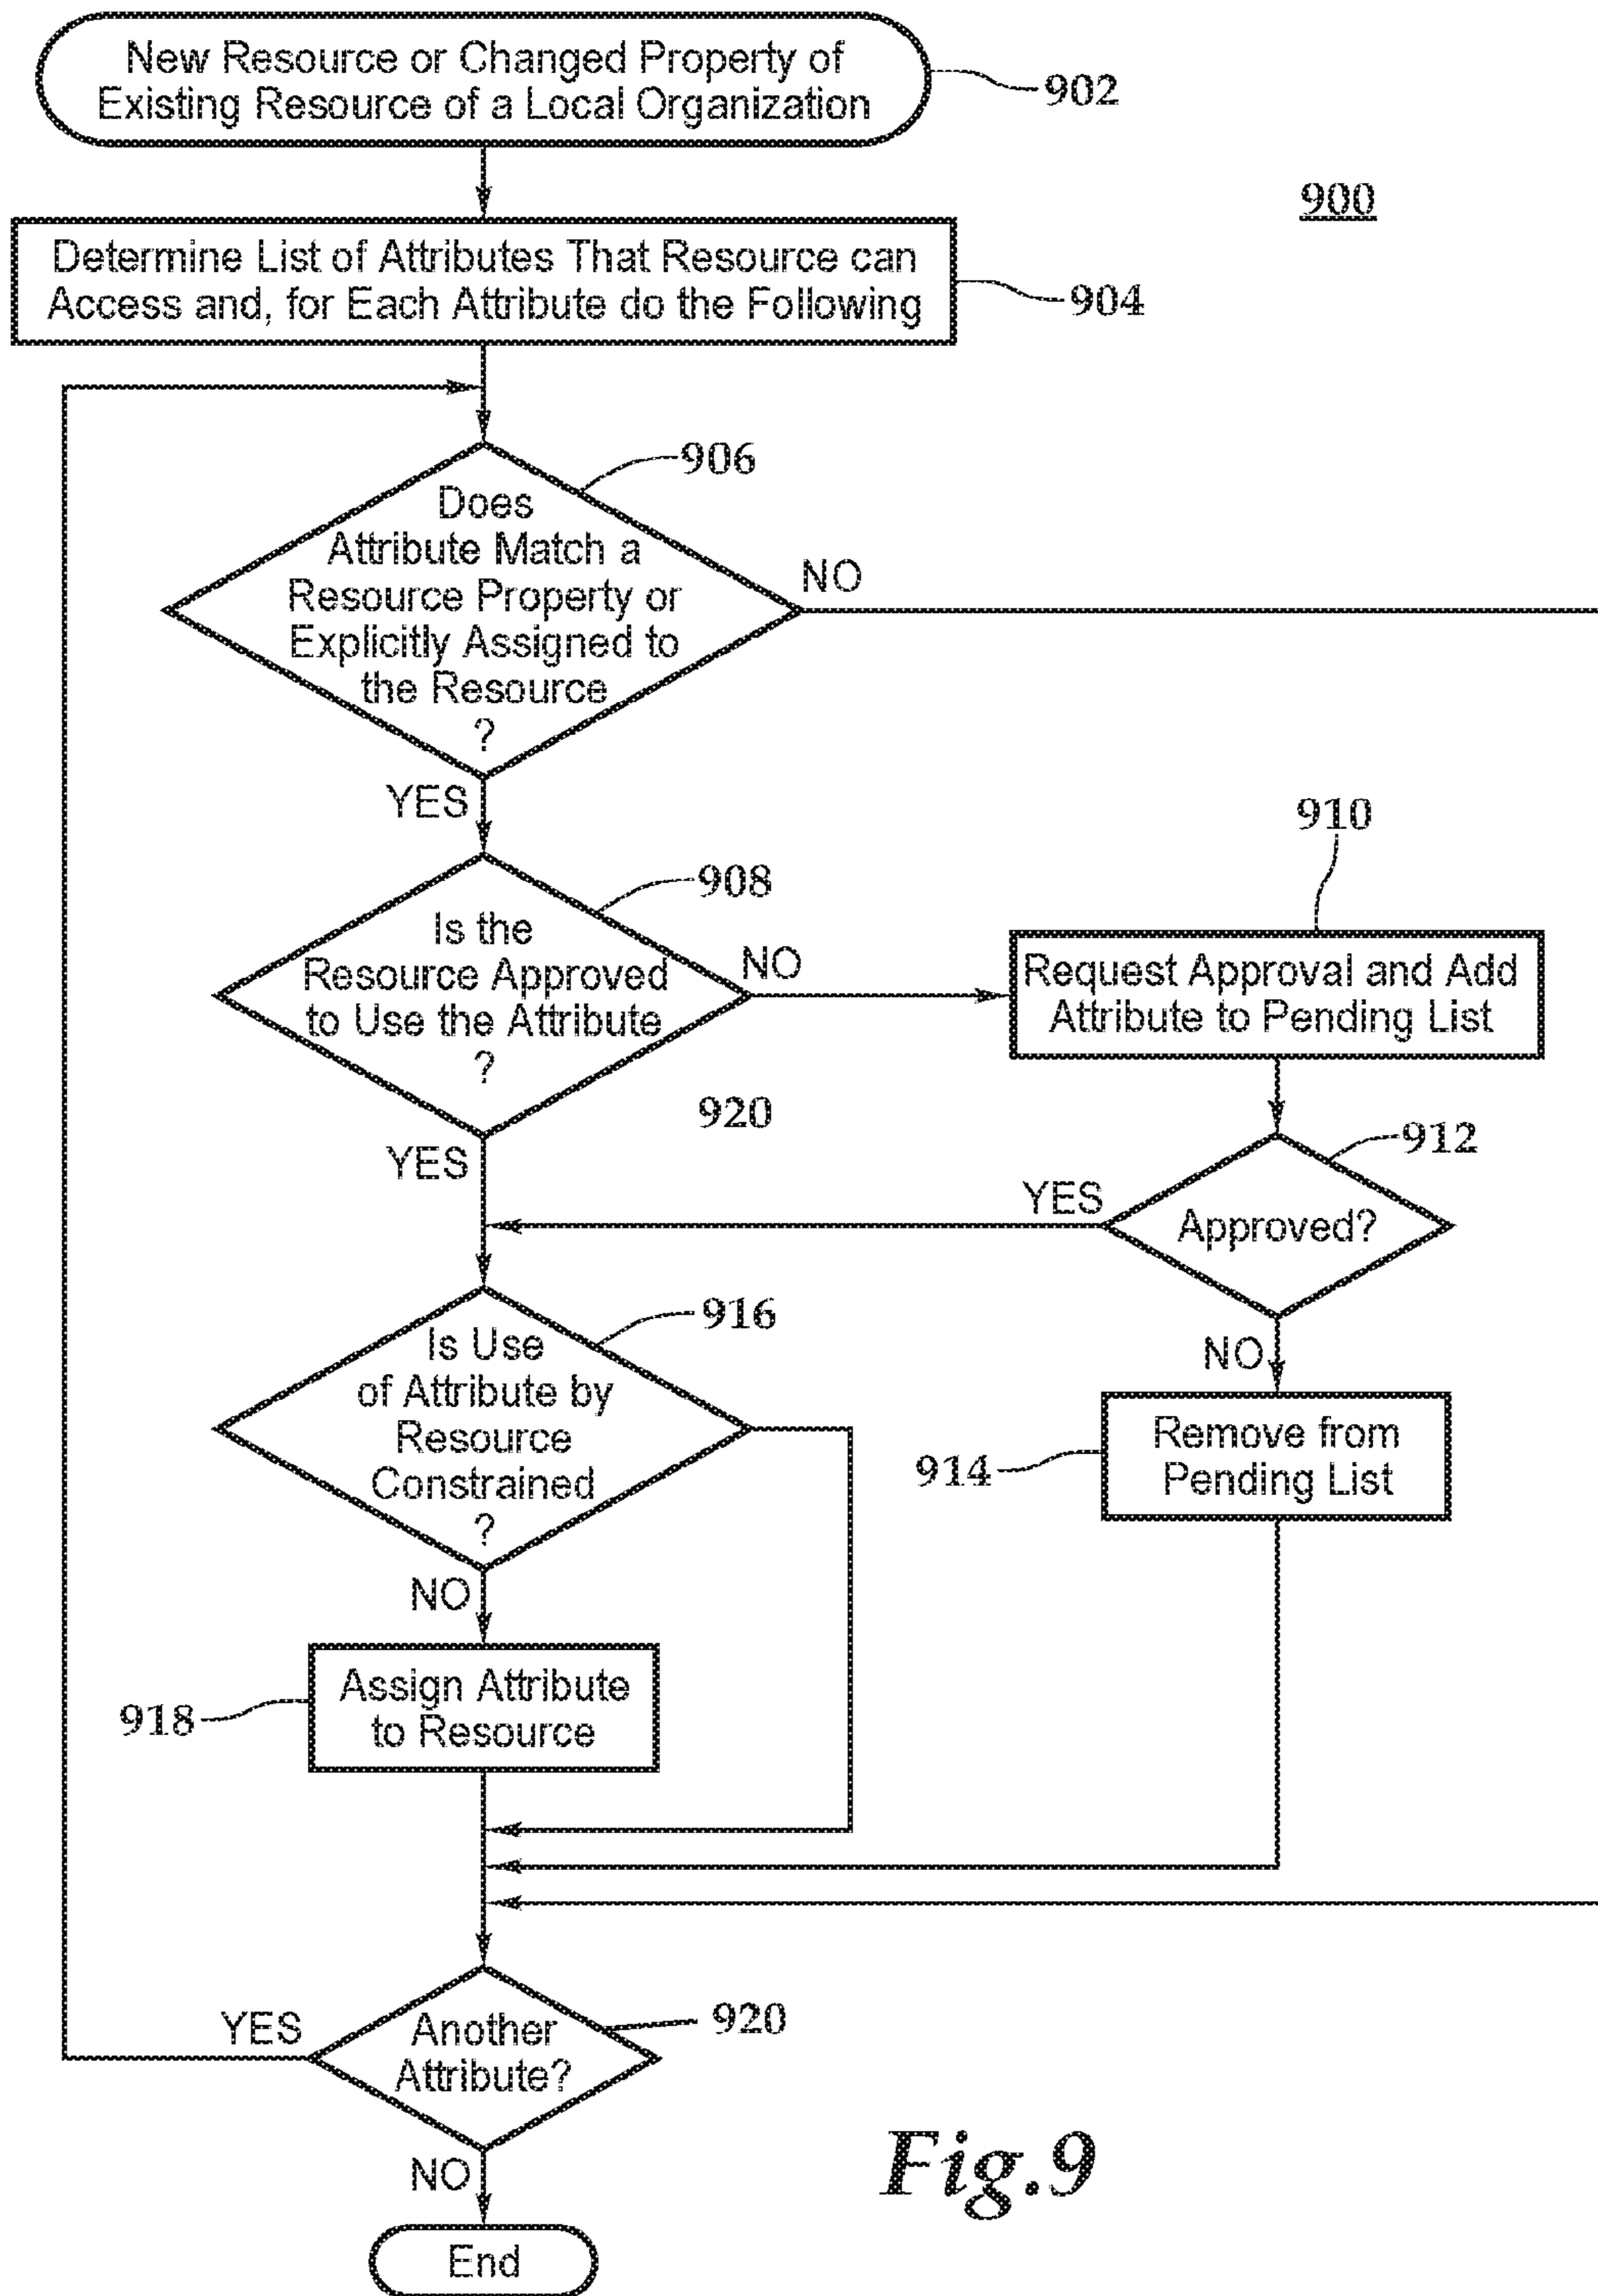 New Resource or Changed Property of
Existing Resource of a Local Organization
902
900
Determine List of Attributes That Resource can
Access and, for Each Attribute do the Following
904
906
Does
Attribute Match a
Resource Property or
Explicitly Assigned to
the Resource
?
NO
YES
908
Is the
Resource Approved
to Use the Attribute
?
NO
910
Request Approval and Add
Attribute to Pending List
920
YES
912
Approved?
YES
NO
914
Remove from
Pending List
916
Is Use
of Attribute by
Resource
Constrained
?
NO
918
Assign Attribute
to Resource
920
Another
Attribute?
YES
NO
End
Fig.9